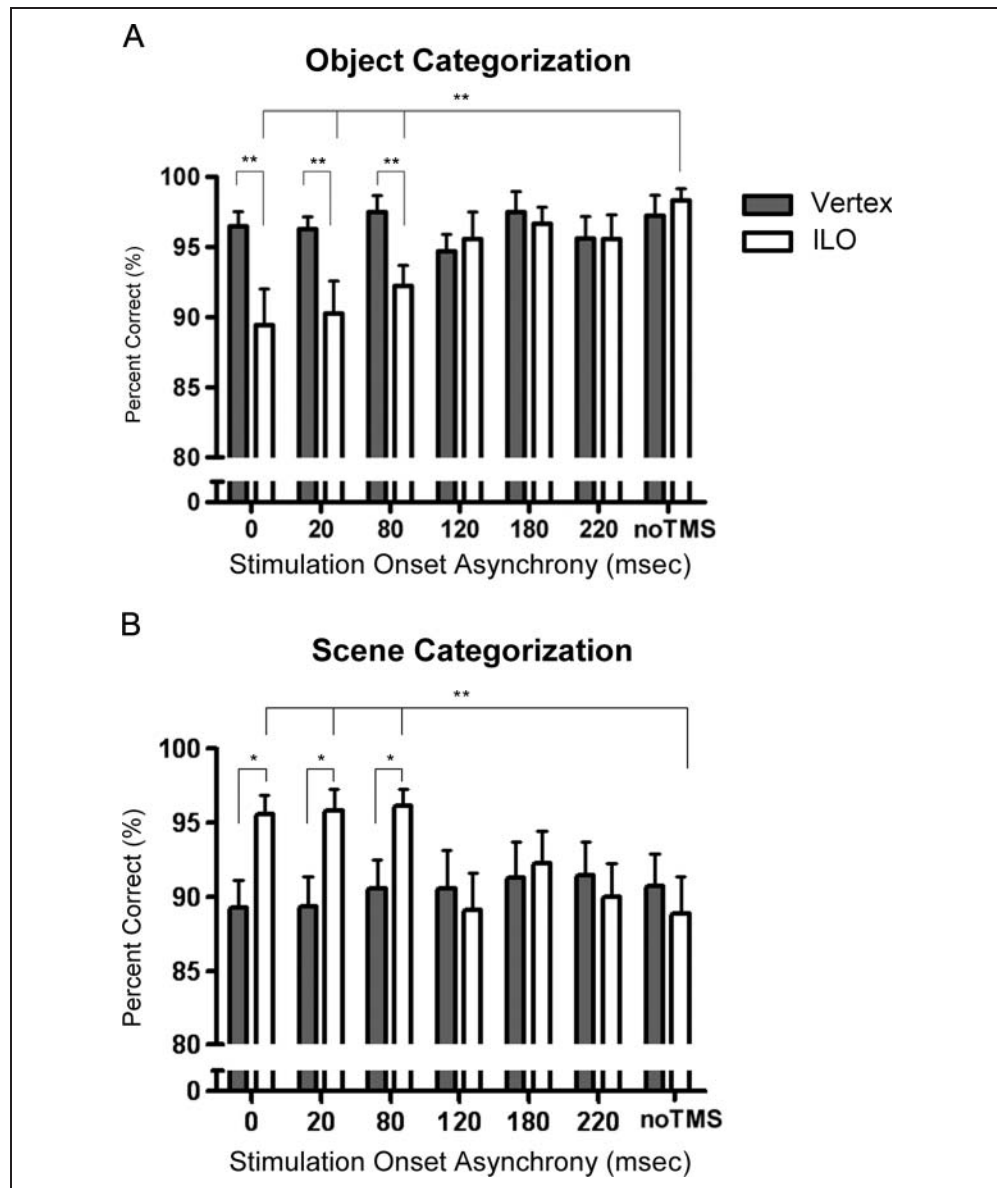 A
Object Categorization
**
** ** **
100
95
90
85
80
0
Percent Correct (%)
Vertex
ILO
0 20 80 120 180 220 noTMS
Stimulation Onset Asynchrony (msec)
B
Scene Categorization
**
* * *
100
95
90
85
80
0
Percent Correct (%)
0 20 80 120 180 220 noTMS
Stimulation Onset Asynchrony (msec)